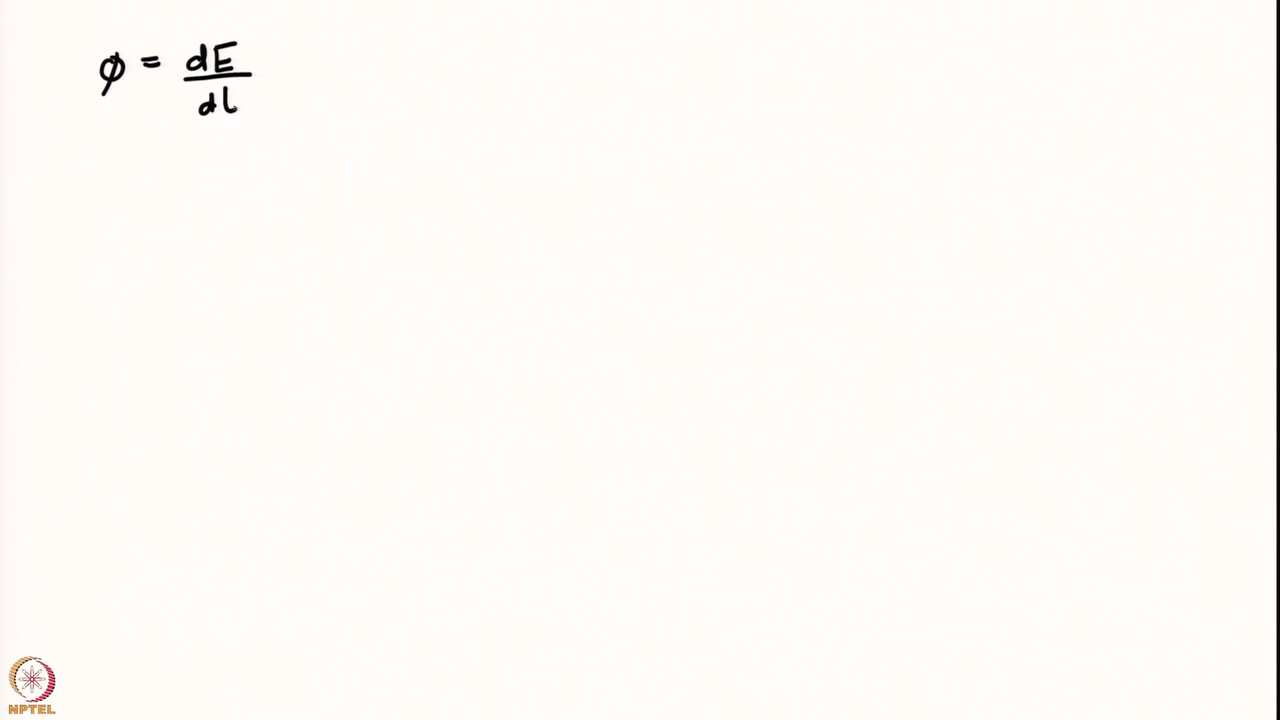 ϕ = dE/dl
NPTEL